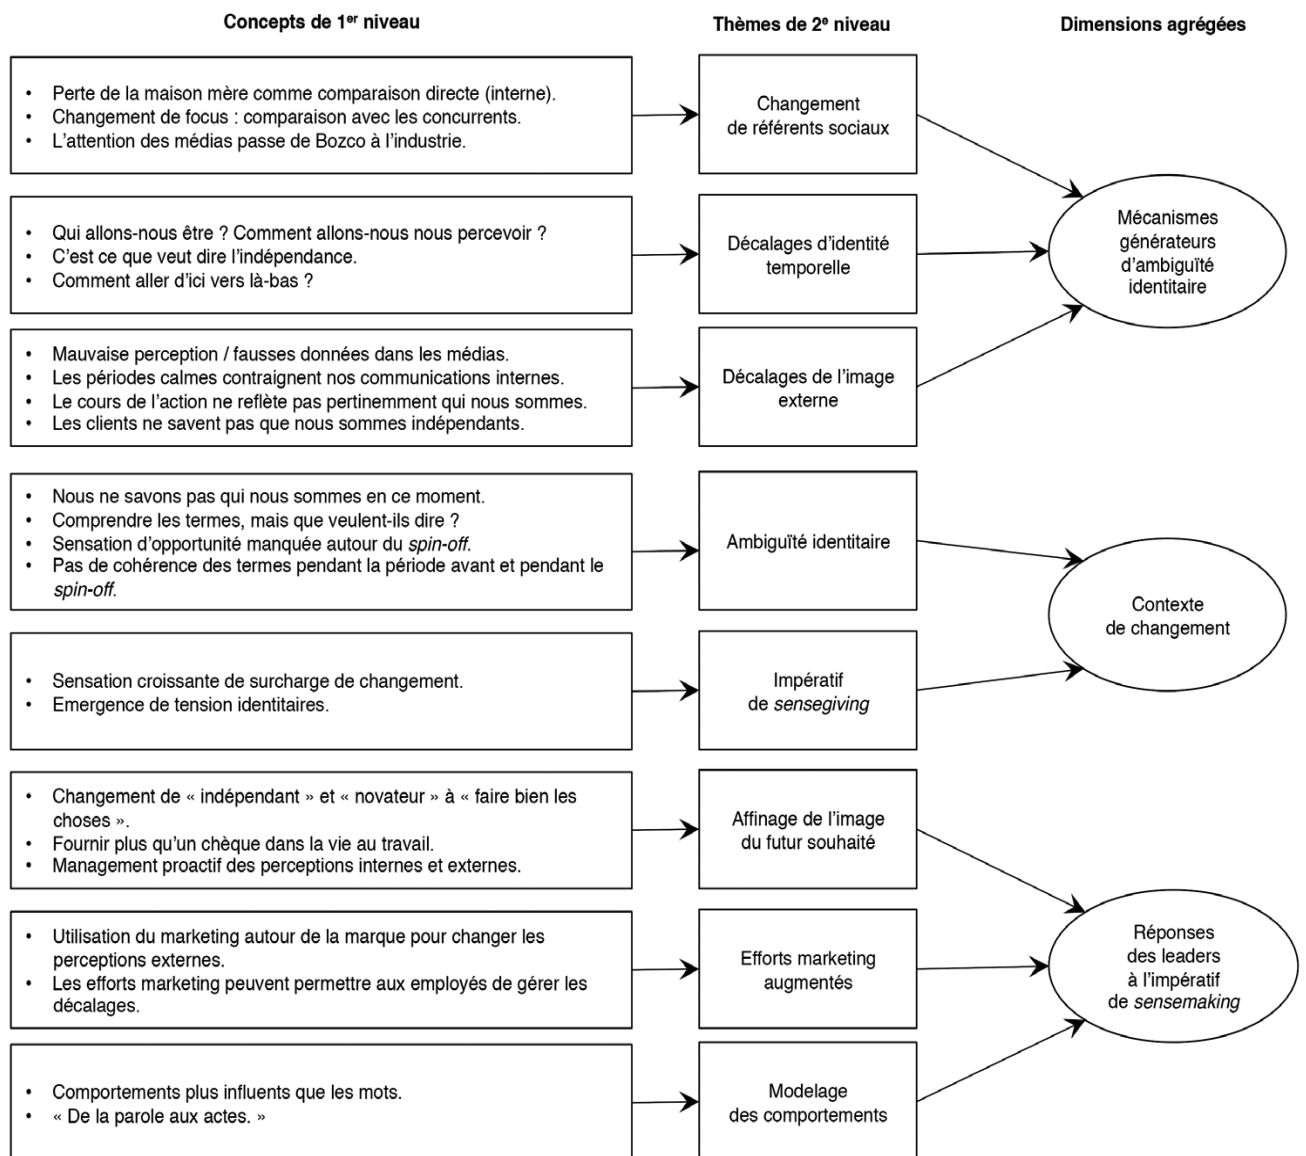 Concepts de 1er niveau
Thèmes de 2e niveau
Dimensions agrégées
• Perte de la maison mère comme comparaison directe (interne).
• Changement de focus : comparaison avec les concurrents.
• L’attention des médias passe de Bozco à l’industrie.
Changement
de référents sociaux
• Qui allons-nous être ? Comment allons-nous nous percevoir ?
• C’est ce que veut dire l’indépendance.
• Comment aller d’ici vers là-bas ?
Décalages d’identité
temporelle
• Mauvaise perception / fausses données dans les médias.
• Les périodes calmes contraignent nos communications internes.
• Le cours de l’action ne reflète pas pertinemment qui nous sommes.
• Les clients ne savent pas que nous sommes indépendants.
Décalages de l’image
externe
Mécanismes
générateurs
d’ambiguïté
identitaire
• Nous ne savons pas qui nous sommes en ce moment.
• Comprendre les termes, mais que veulent-ils dire ?
• Sensation d’opportunité manquée autour du spin-off.
• Pas de cohérence des termes pendant la période avant et pendant le
spin-off.
Ambiguïté identitaire
• Sensation croissante de surcharge de changement.
• Emergence de tension identitaires.
Impératif
de sensegiving
Contexte
de changement
• Changement de « indépendant » et « novateur » à « faire bien les
choses ».
• Fournir plus qu’un chèque dans la vie au travail.
• Management proactif des perceptions internes et externes.
Affinage de l’image
du futur souhaité
• Utilisation du marketing autour de la marque pour changer les
perceptions externes.
• Les efforts marketing peuvent permettre aux employés de gérer les
décalages.
Efforts marketing
augmentés
• Comportements plus influents que les mots.
• « De la parole aux actes. »
Modelage
des comportements
Réponses
des leaders
à l’impératif
de sensemaking